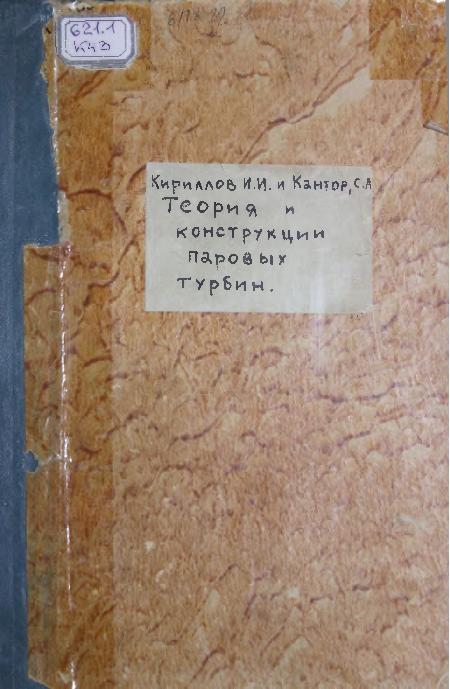 621.1
К43
Кириллов И.И. и Кантор, С.А
Теория и
конструкции
паровых
турбин.